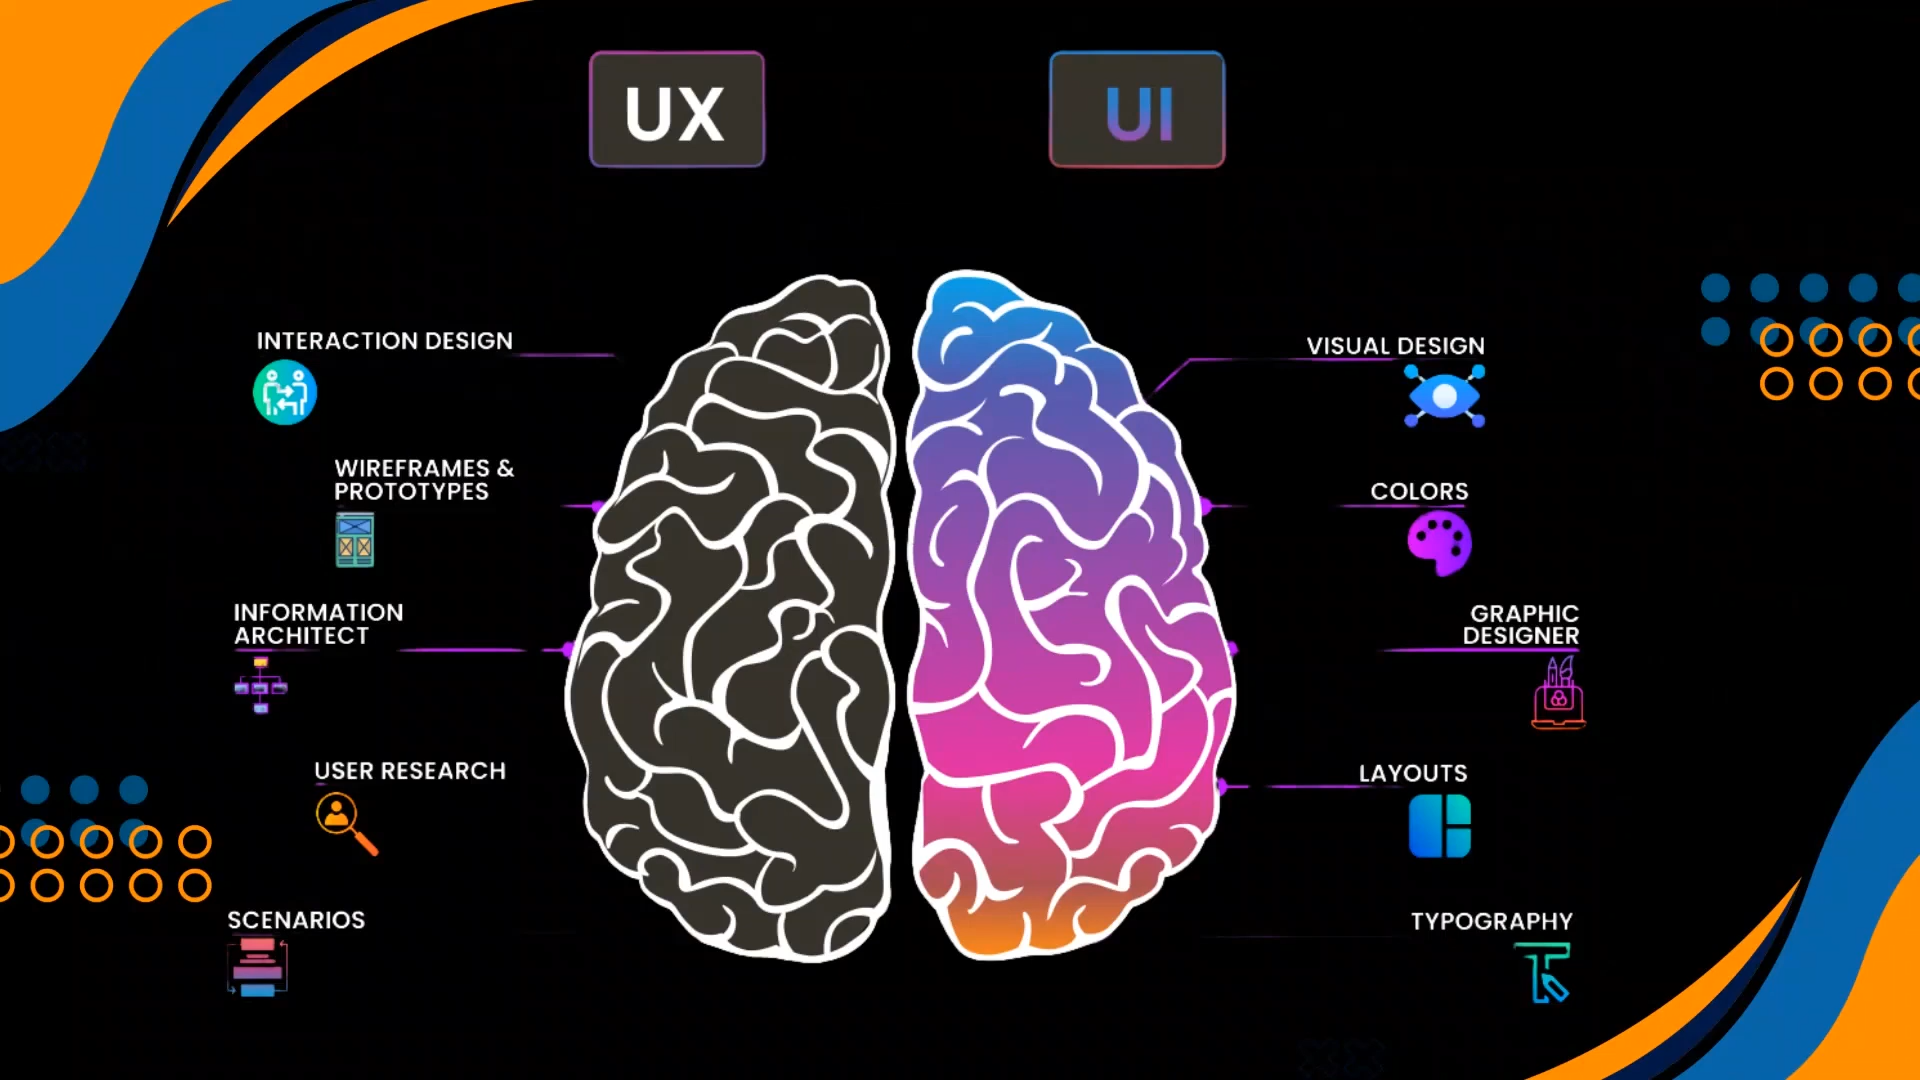 UX
UI
INTERACTION DESIGN
WIREFRAMES &
PROTOTYPES
INFORMATION
ARCHITECT
USER RESEARCH
SCENARIOS
VISUAL DESIGN
COLORS
GRAPHIC
DESIGNER
LAYOUTS
TYPOGRAPHY